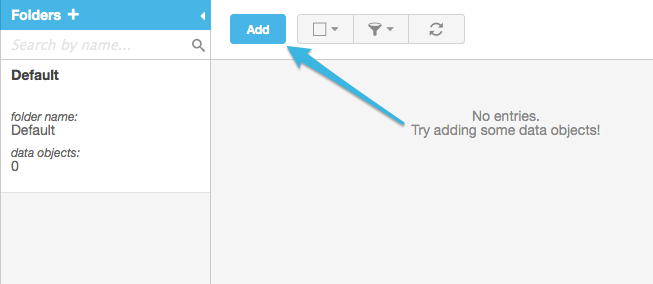 Folders +
Search by name...
Default
folder name:
Default
data objects:
0
Add
No entries.
Try adding some data objects!